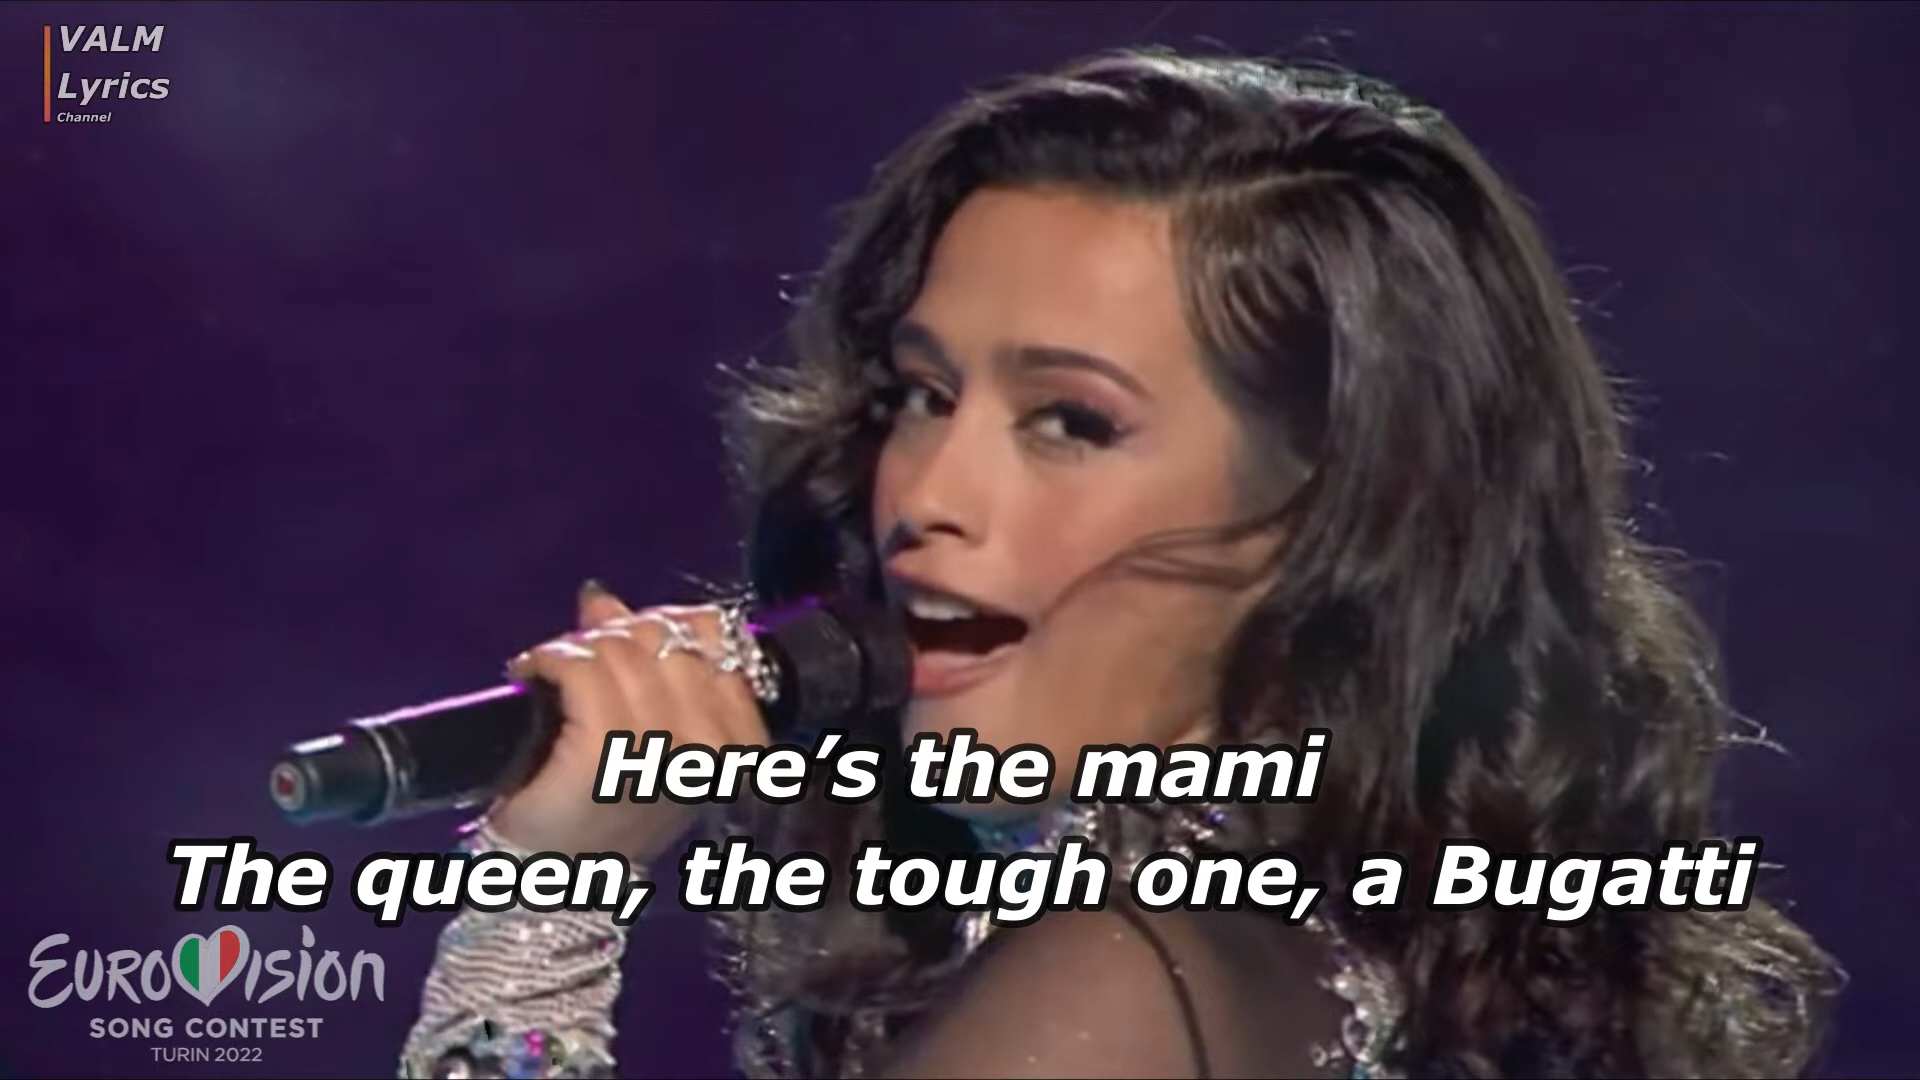 VALM
Lyrics
Channel
Here’s the mami
The queen, the tough one, a Bugatti
EUROVISION
SONG CONTEST
TURIN 2022